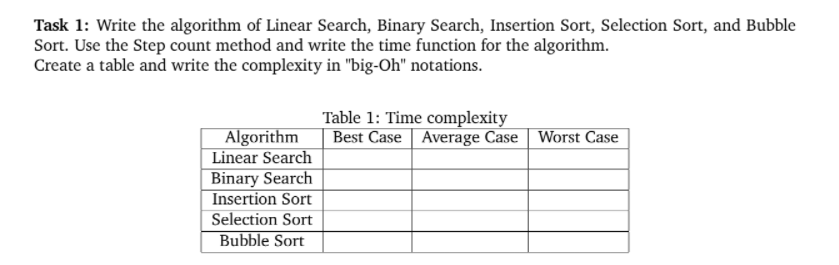 Task 1: Write the algorithm of Linear Search, Binary Search, Insertion Sort, Selection Sort, and Bubble
Sort. Use the Step count method and write the time function for the algorithm.
Create a table and write the complexity in "big-Oh" notations.
Table 1: Time complexity
Algorithm Best Case Average Case Worst Case
Linear Search
Binary Search
Insertion Sort
Selection Sort
Bubble Sort